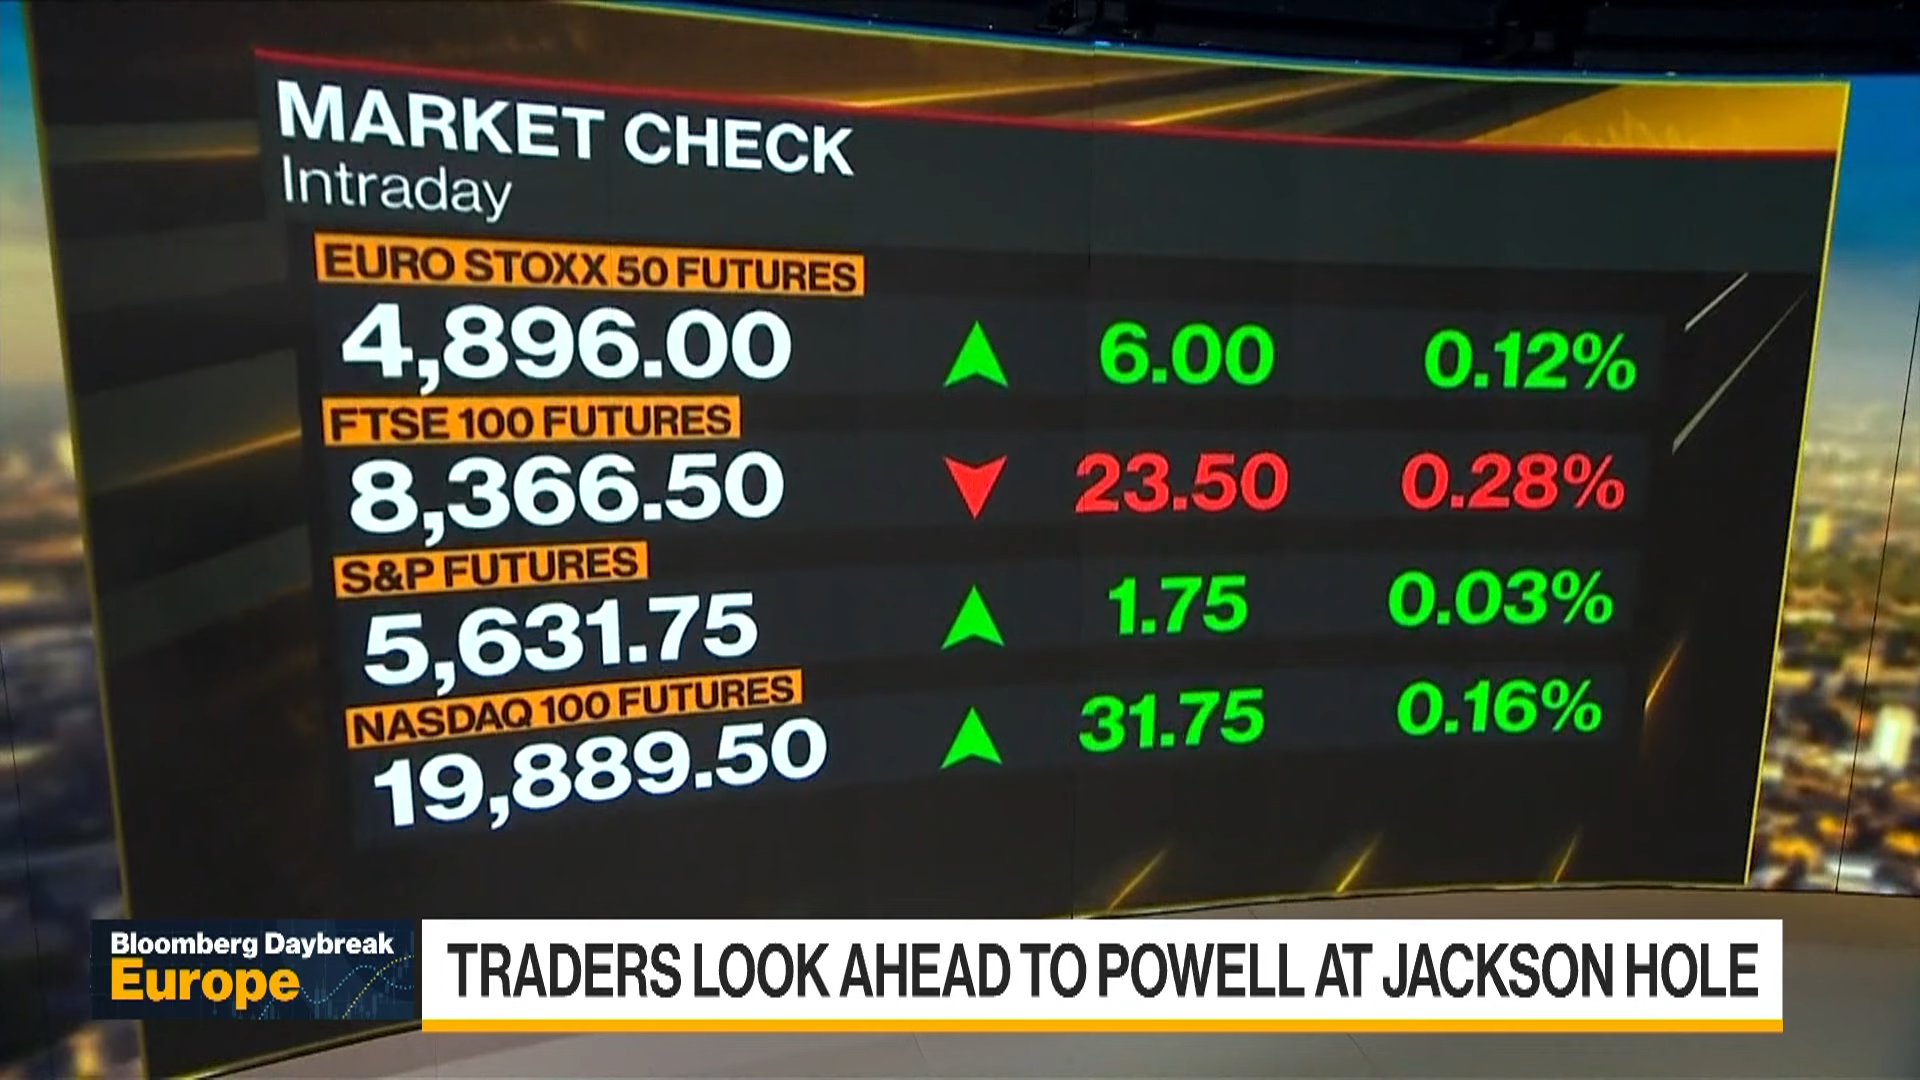 MARKET CHECK
Intraday
EURO STOXX 50 FUTURES
4,896.00 ▲ 6.00 0.12%
FTSE 100 FUTURES
8,366.50 ▼ 23.50 0.28%
S&P FUTURES
5,631.75 ▲ 1.75 0.03%
NASDAQ 100 FUTURES
19,889.50 ▲ 31.75 0.16%
Bloomberg Daybreak
Europe
TRADERS LOOK AHEAD TO POWELL AT JACKSON HOLE